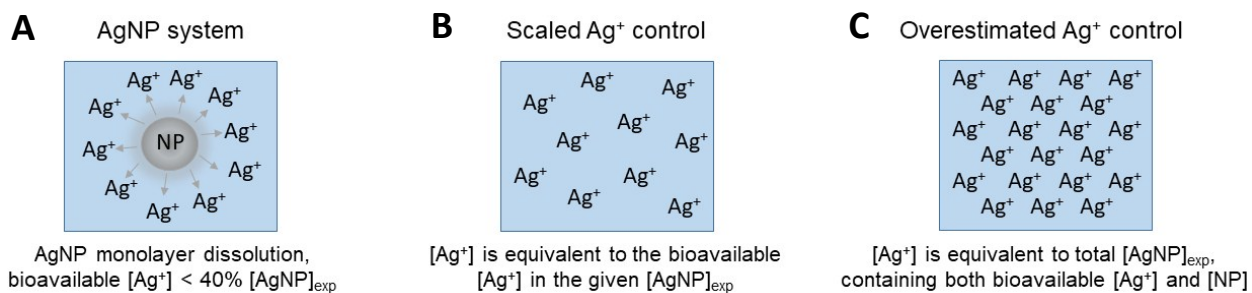 A AgNP system
Ag⁺ Ag⁺
Ag⁺ Ag⁺
Ag⁺
NP
Ag⁺
Ag⁺
Ag⁺
Ag⁺
Ag⁺
AgNP monolayer dissolution,
bioavailable [Ag⁺] < 40% [AgNP]exp
B Scaled Ag⁺ control
Ag⁺ Ag⁺
Ag⁺
Ag⁺
Ag⁺ Ag⁺
Ag⁺ Ag⁺
Ag⁺
Ag⁺
[Ag⁺] is equivalent to the bioavailable
[Ag⁺] in the given [AgNP]exp
C Overestimated Ag⁺ control
Ag⁺ Ag⁺ Ag⁺ Ag⁺
Ag⁺ Ag⁺ Ag⁺
Ag⁺ Ag⁺ Ag⁺ Ag⁺
Ag⁺ Ag⁺ Ag⁺
Ag⁺ Ag⁺ Ag⁺ Ag⁺
Ag⁺ Ag⁺ Ag⁺
[Ag⁺] is equivalent to total [AgNP]exp,
containing both bioavailable [Ag⁺] and [NP]